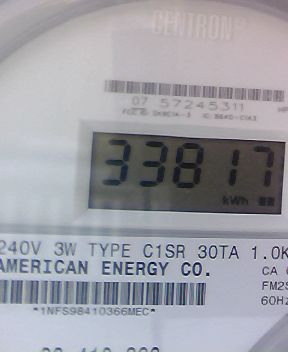 CENTRON®
07 57245311
33817
kWh
240V 3W TYPE C1SR 30TA 1.0K
AMERICAN ENERGY CO.
CA
FM2S
60Hz
*1NFS98410366MEC*